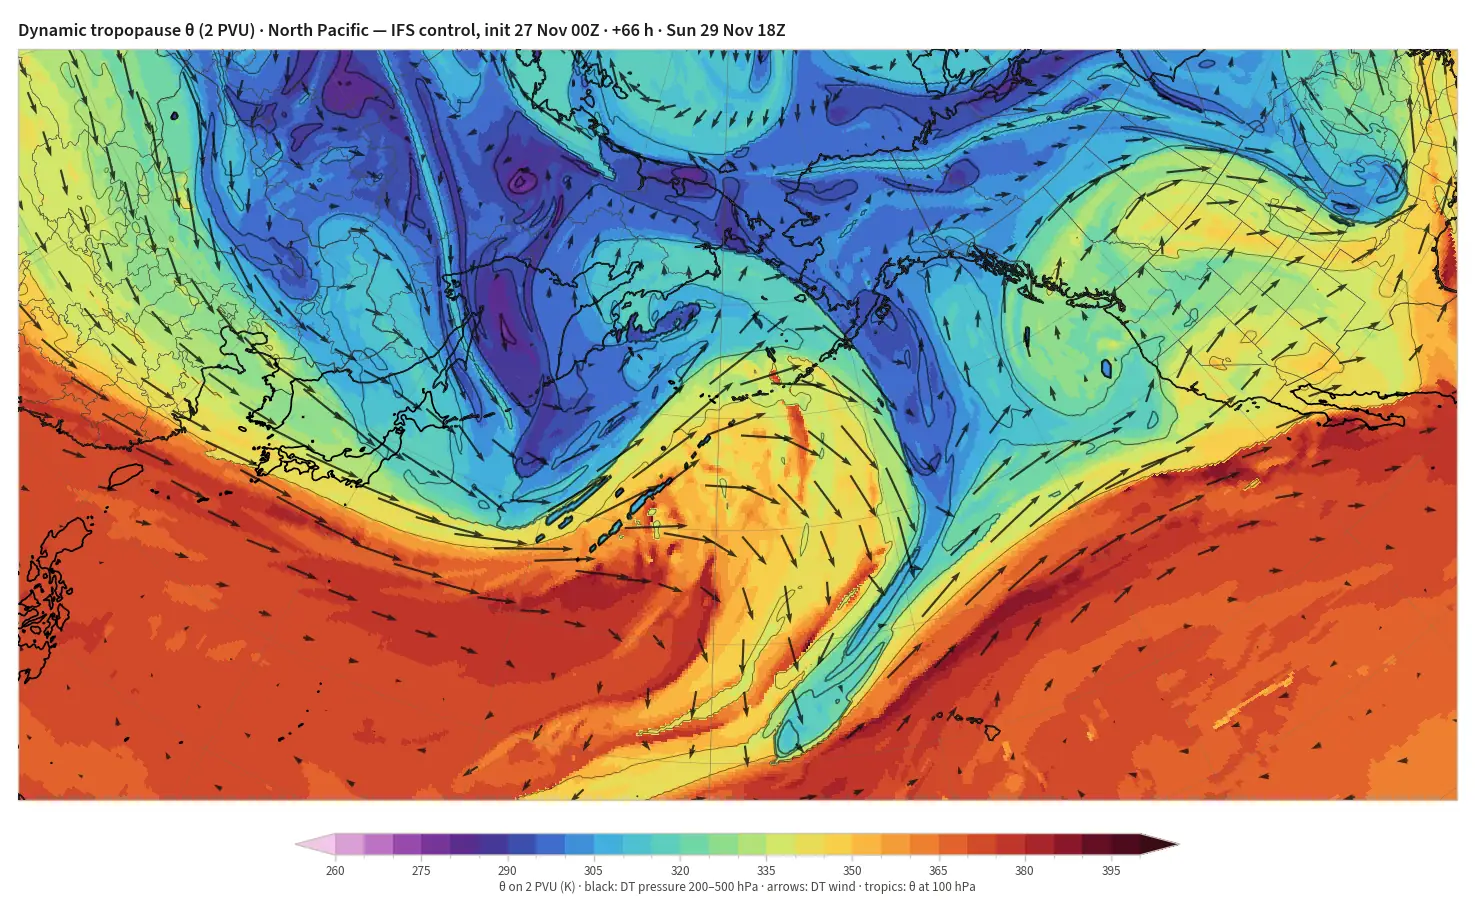 Dynamic tropopause θ (2 PVU) · North Pacific — IFS control, init 27 Nov 00Z · +66 h · Sun 29 Nov 18Z
260 275 290 305 320 335 350 365 380 395
θ on 2 PVU (K) · black: DT pressure 200–500 hPa · arrows: DT wind · tropics: θ at 100 hPa